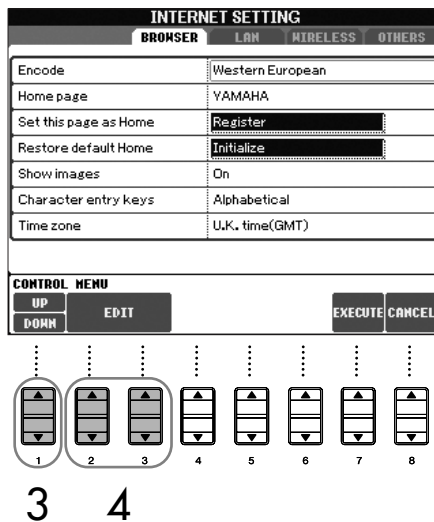 INTERNET SETTING
BROWSER LAN WIRELESS OTHERS
Encode Western European
Home page YAMAHA
Set this page as Home Register
Restore default Home Initialize
Show images On
Character entry keys Alphabetical
Time zone U.K. time(GMT)
CONTROL MENU
UP
DOWN
EDIT EXECUTE CANCEL
1 2 3 4 5 6 7 8
3 4